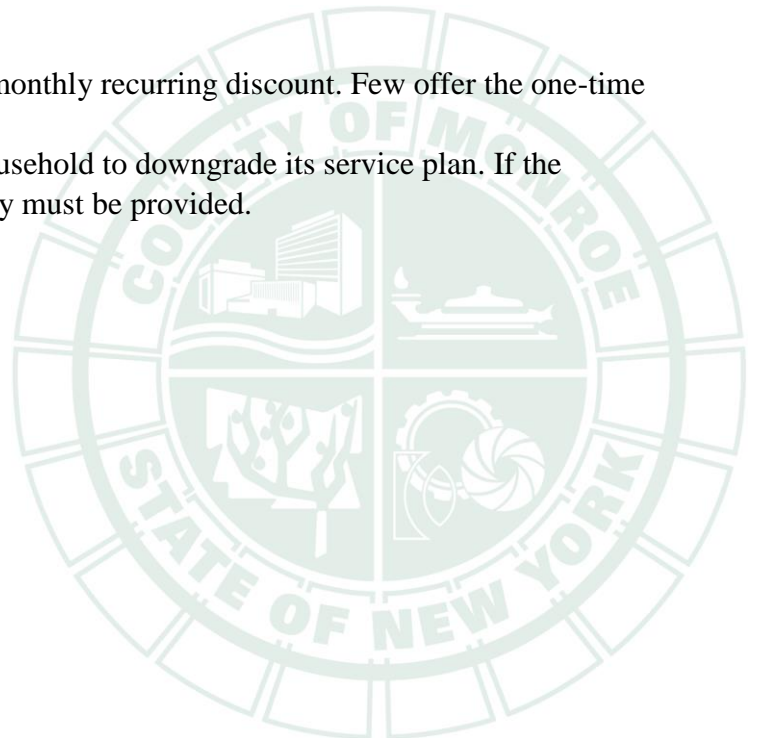 monthly recurring discount. Few offer the one-time
usehold to downgrade its service plan. If the
y must be provided.
COUNTY OF MONROE
STATE OF NEW YORK